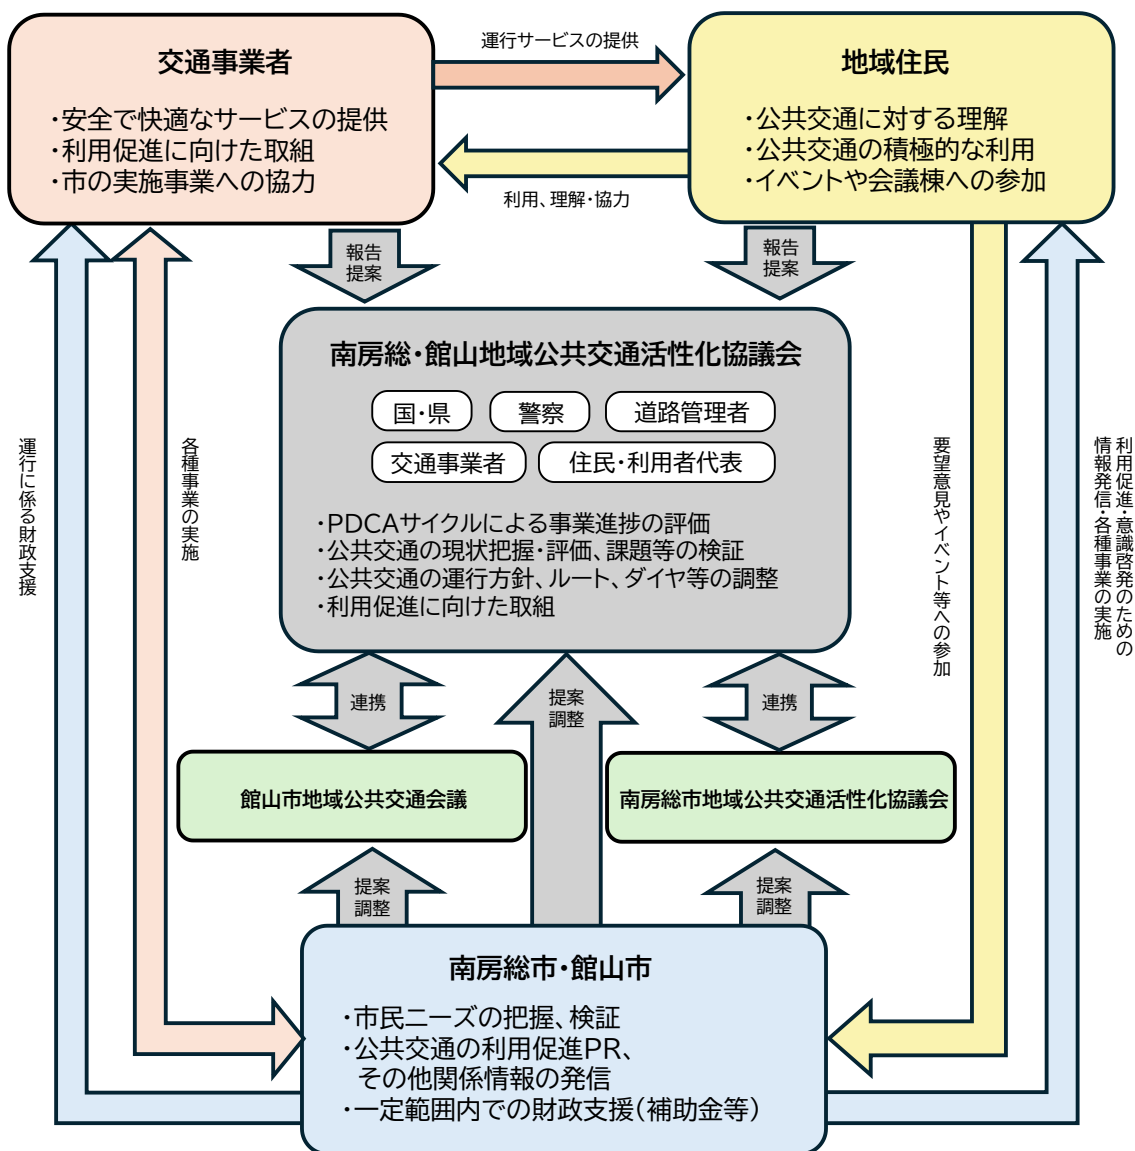 運行サービスの提供
交通事業者
・安全で快適なサービスの提供
・利用促進に向けた取組
・市の実施事業への協力
地域住民
・公共交通に対する理解
・公共交通の積極的な利用
・イベントや会議棟への参加
利用、理解・協力
報告
提案
報告
提案
南房総・館山地域公共交通活性化協議会
国・県
警察
道路管理者
交通事業者
住民・利用者代表
・PDCAサイクルによる事業進捗の評価
・公共交通の現状把握・評価、課題等の検証
・公共交通の運行方針、ルート、ダイヤ等の調整
・利用促進に向けた取組
運行に係る財政支援
各種事業の実施
要望意見やイベント等への参加
利用促進・意識啓発のための
情報発信・各種事業の実施
連携
提案
調整
連携
館山市地域公共交通会議
南房総市地域公共交通活性化協議会
提案
調整
提案
調整
南房総市・館山市
・市民ニーズの把握、検証
・公共交通の利用促進PR、
その他関係情報の発信
・一定範囲内での財政支援(補助金等)